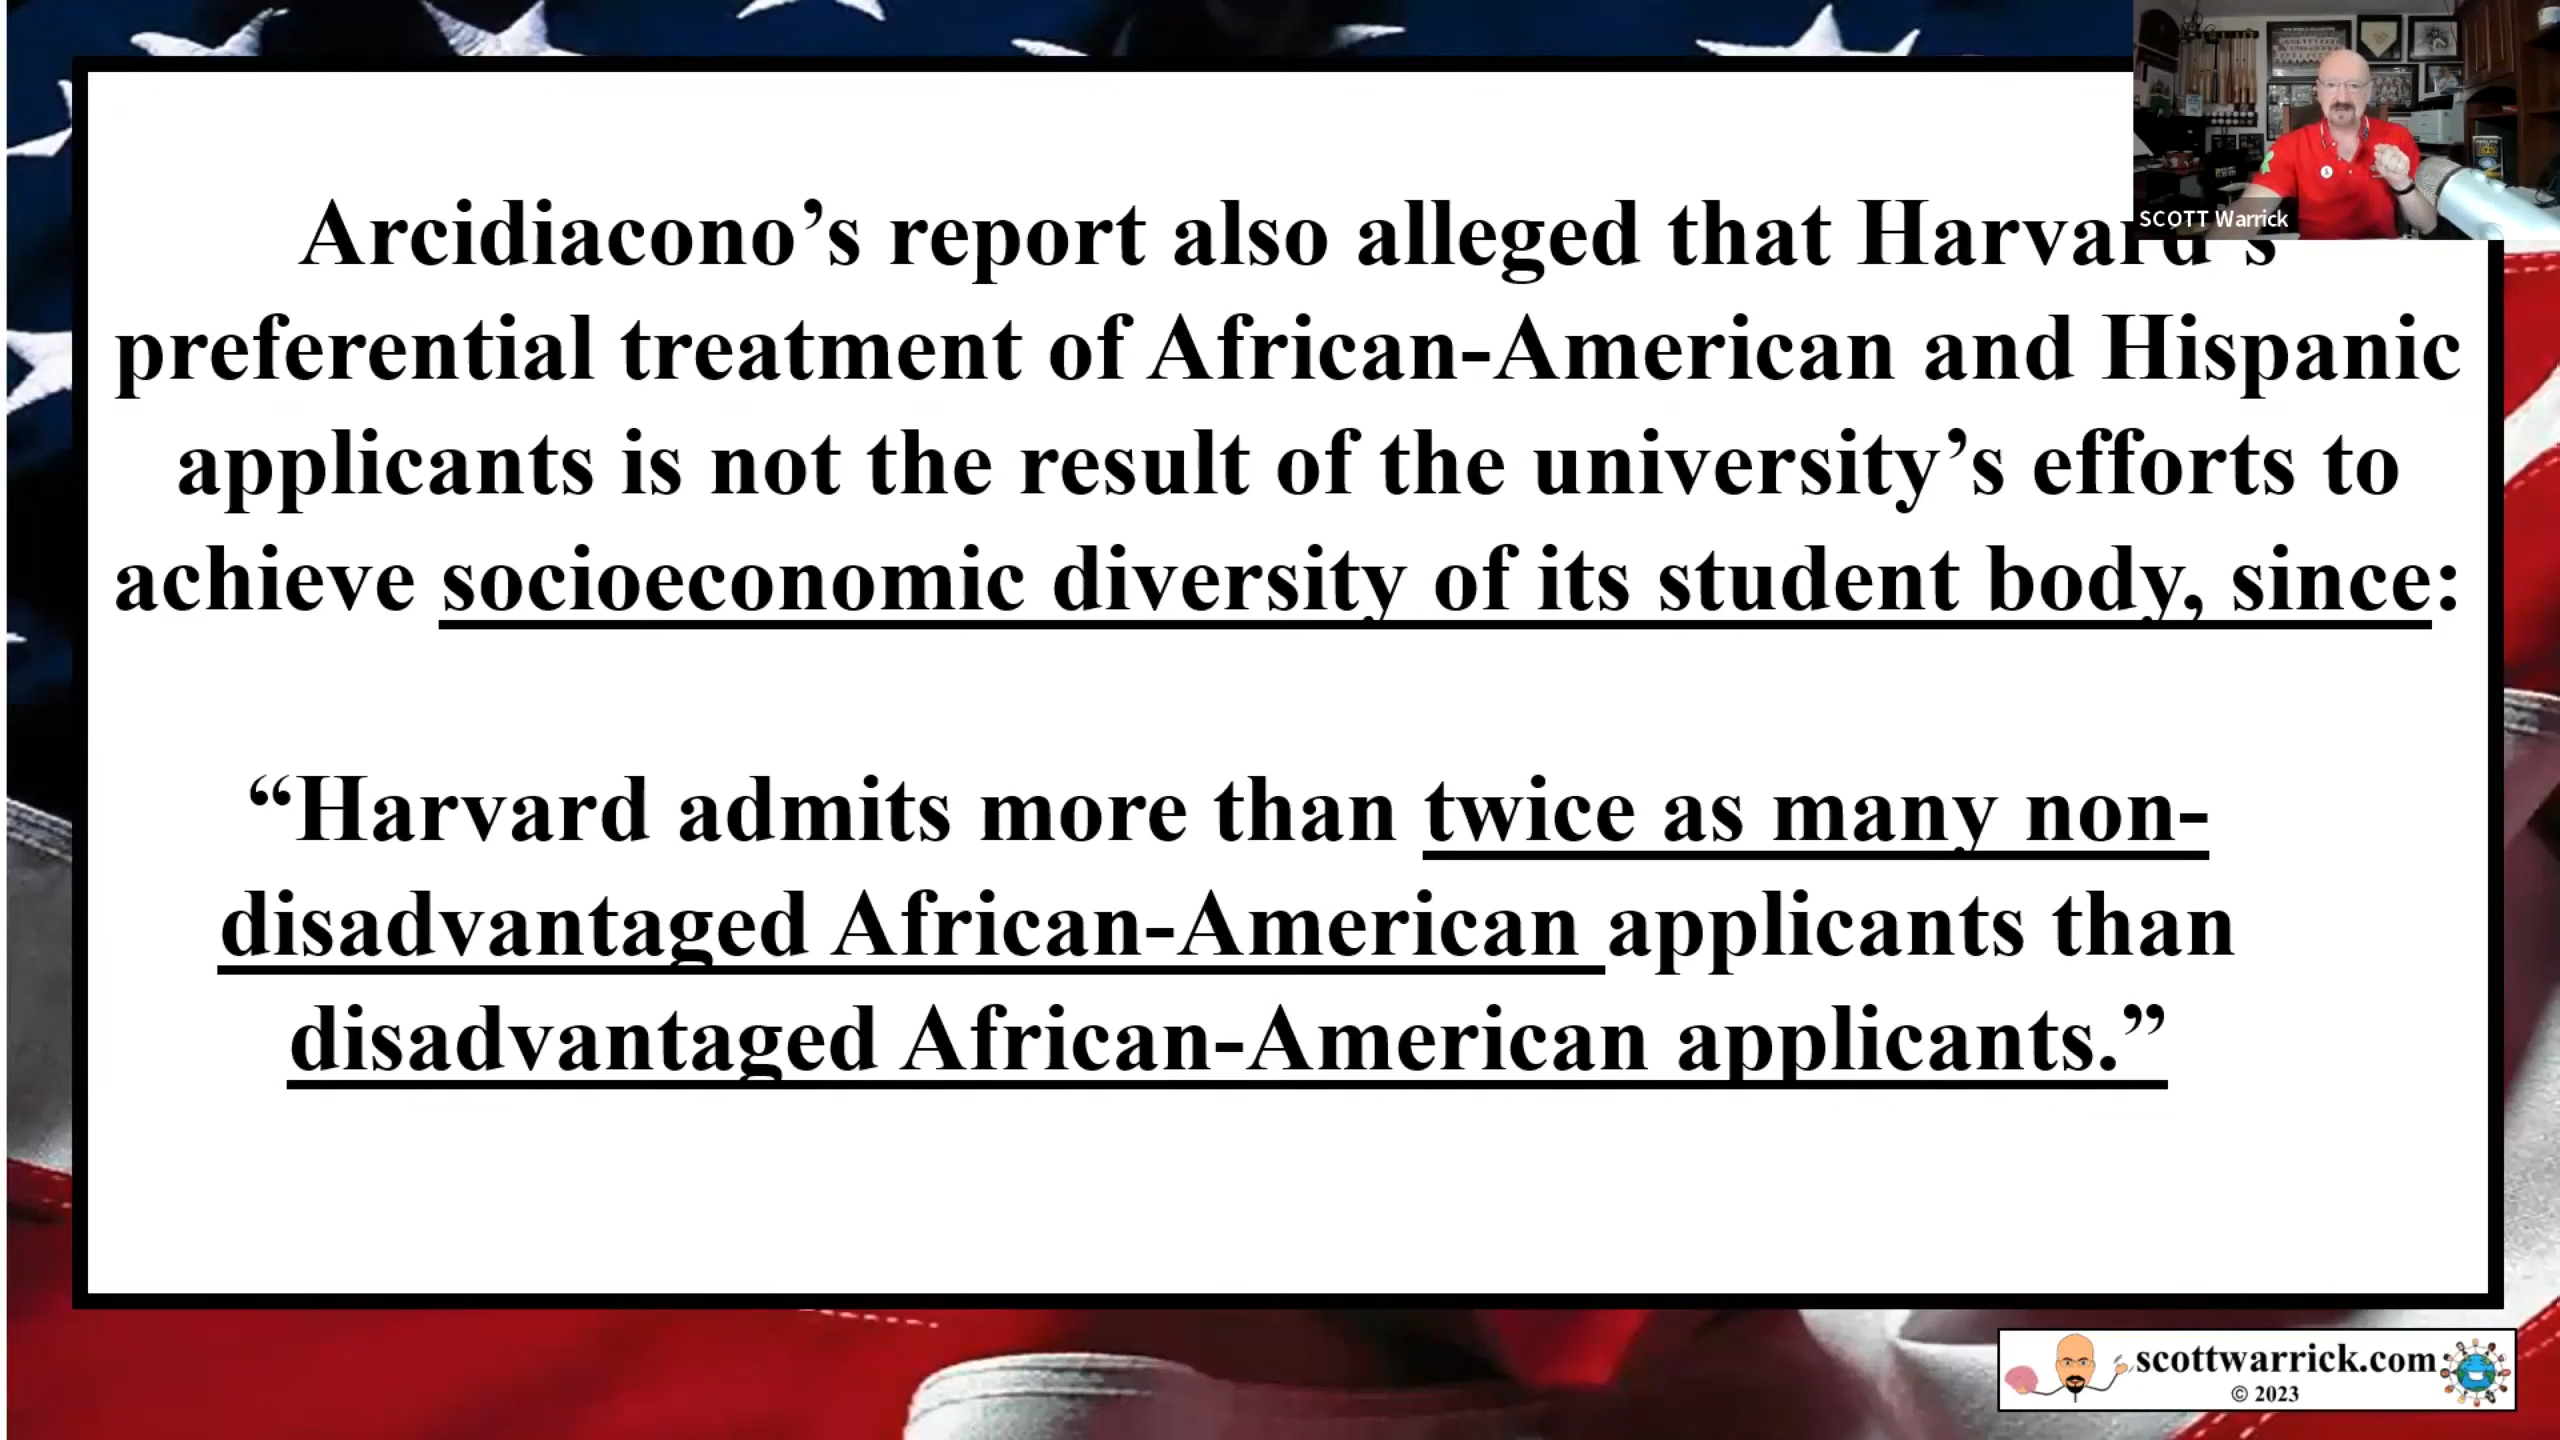 SCOTT Warrick
Arcidiacono’s report also alleged that Harvard’s
preferential treatment of African-American and Hispanic
applicants is not the result of the university’s efforts to
achieve socioeconomic diversity of its student body, since:
“Harvard admits more than twice as many non-
disadvantaged African-American applicants than
disadvantaged African-American applicants.”
scottwarrick.com
© 2023